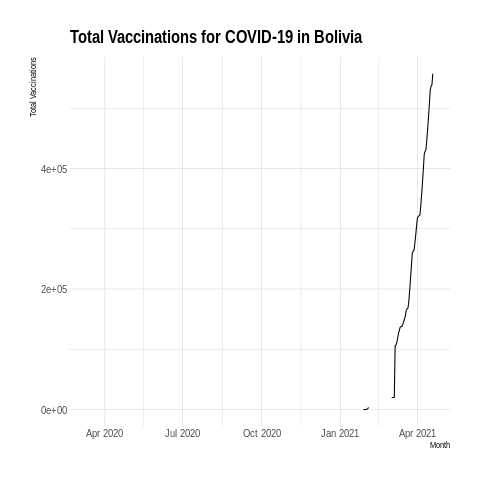 Total Vaccinations for COVID-19 in Bolivia
Total Vaccinations
4e+05
2e+05
0e+00
Apr 2020 Jul 2020 Oct 2020 Jan 2021 Apr 2021
Month